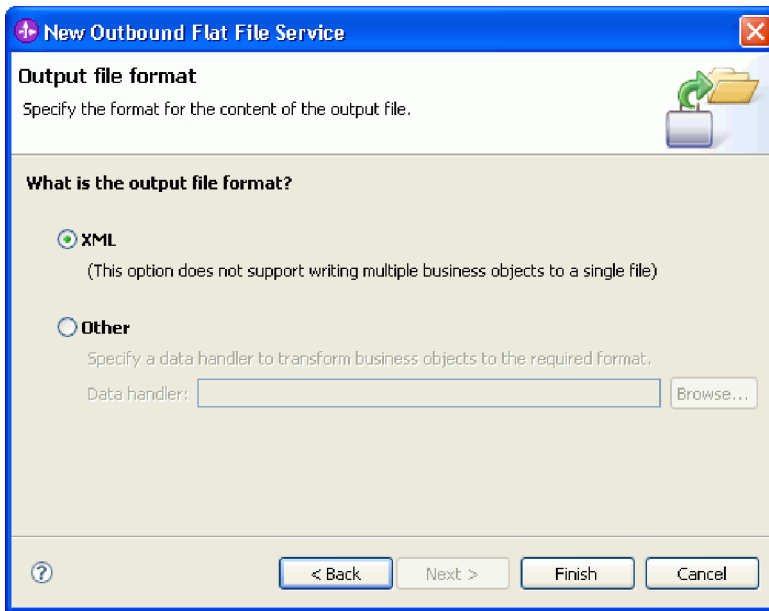 New Outbound Flat File Service
Output file format
Specify the format for the content of the output file.
What is the output file format?
XML
(This option does not support writing multiple business objects to a single file)
Other
Specify a data handler to transform business objects to the required format.
Data handler:
Browse...
?
< Back
Next >
Finish
Cancel